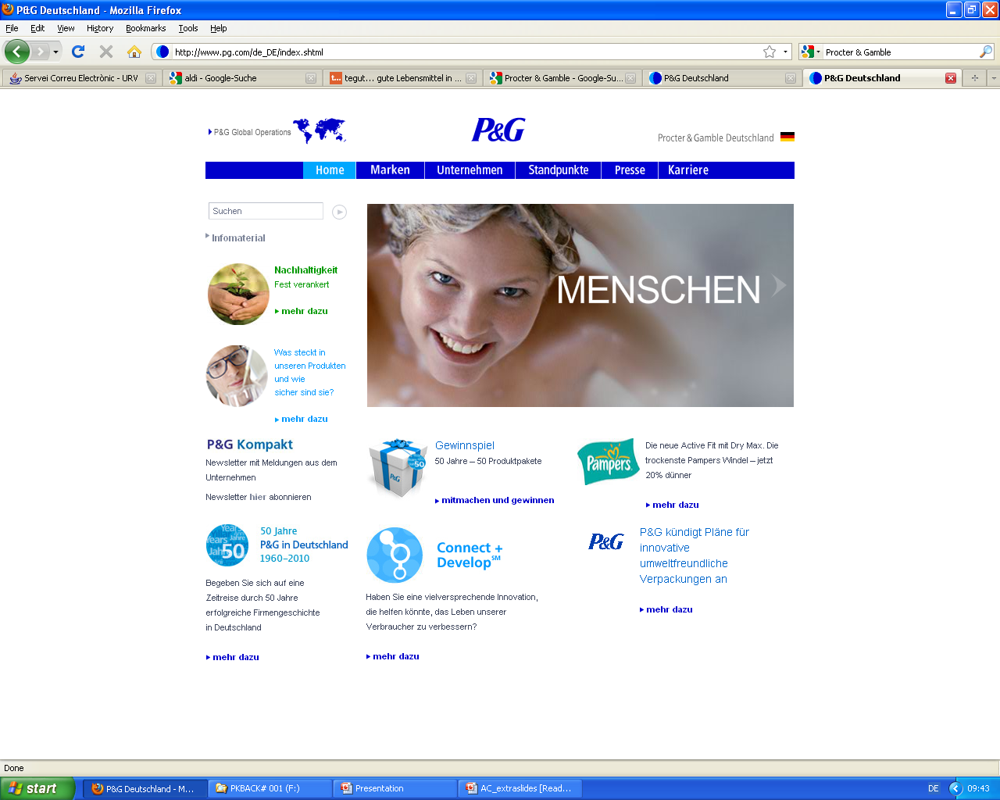 P&G Deutschland - Mozilla Firefox
File Edit View History Bookmarks Tools Help
http://www.pg.com/de_DE/index.shtml
Procter & Gamble
Servei Correu Electrònic - URV
aldi - Google-Suche
tegut... gute Lebensmittel in ...
Procter & Gamble - Google-Su...
P&G Deutschland
P&G Deutschland
P&G Global Operations
P&G
Procter & Gamble Deutschland
Home Marken Unternehmen Standpunkte Presse Karriere
Suchen
Infomaterial
Nachhaltigkeit
Fest verankert
mehr dazu
Was steckt in
unseren Produkten
und wie
sicher sind sie?
mehr dazu
MENSCHEN
P&G Kompakt
Newsletter mit Meldungen aus dem
Unternehmen
Newsletter hier abonnieren
P&G
50
Gewinnspiel
50 Jahre – 50 Produktpakete
mitmachen und gewinnen
Pampers
Die neue Active Fit mit Dry Max. Die
trockenste Pampers Windel – jetzt
20% dünner
mehr dazu
Years
50
50 Jahre
P&G in Deutschland
1960-2010
Begeben Sie sich auf eine
Zeitreise durch 50 Jahre
erfolgreiche Firmengeschichte
in Deutschland
mehr dazu
Connect +
Develop℠
Haben Sie eine vielversprechende Innovation,
die helfen könnte, das Leben unserer
Verbraucher zu verbessern?
mehr dazu
P&G
P&G kündigt Pläne für
innovative
umweltfreundliche
Verpackungen an
mehr dazu
Done
start
P&G Deutschland - M...
PKBACK# 001 (F:)
Presentation
AC_extraslides [Read...
DE
09:43